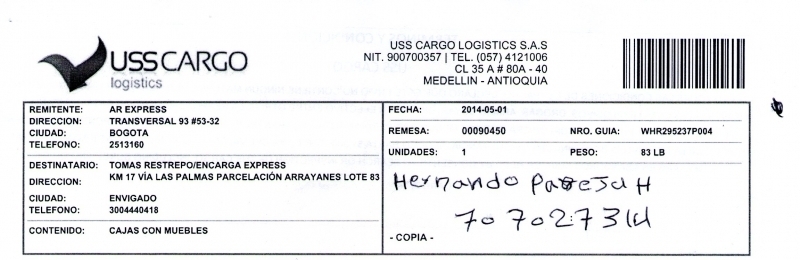 USS CARGO
logistics
USS CARGO LOGISTICS S.A.S
NIT. 900700357 | TEL. (057) 4121006
CL 35 A # 80A - 40
MEDELLIN - ANTIOQUIA
REMITENTE: AR EXPRESS
DIRECCION: TRANSVERSAL 93 #53-32
CIUDAD: BOGOTA
TELEFONO: 2513160
FECHA: 2014-05-01
REMESA: 00090450 NRO. GUIA: WHR295237P004
UNIDADES: 1 PESO: 83 LB
DESTINATARIO: TOMAS RESTREPO/ENCARGA EXPRESS
DIRECCION: KM 17 VÍA LAS PALMAS PARCELACIÓN ARRAYANES LOTE 83
CIUDAD: ENVIGADO
TELEFONO: 3004440418
CONTENIDO: CAJAS CON MUEBLES
Hernando Pareja H
- COPIA -